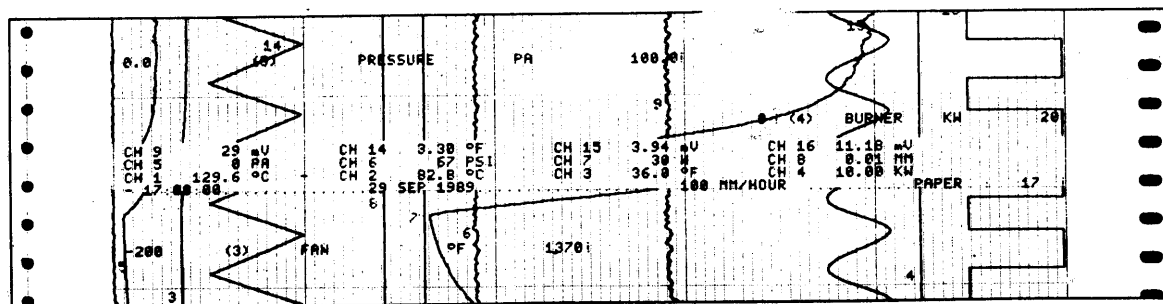 14
0.0 (5) PRESSURE PA 100.0
9
0 (4) BURNER KW 20
CH 9 29 mV CH 14 3.30 °F CH 15 3.94 mV CH 16 11.18 mV
CH 5 0 PA CH 6 67 PSI CH 7 30 W CH 8 0.01 MM
CH 1 129.6 °C CH 2 82.8 °C CH 3 36.0 °F CH 4 10.00 KW
- 17:00:00 29 SEP 1989 100 MM/HOUR PAPER 17
8
7
6
-200 (3) FAN °F 1370
4
3